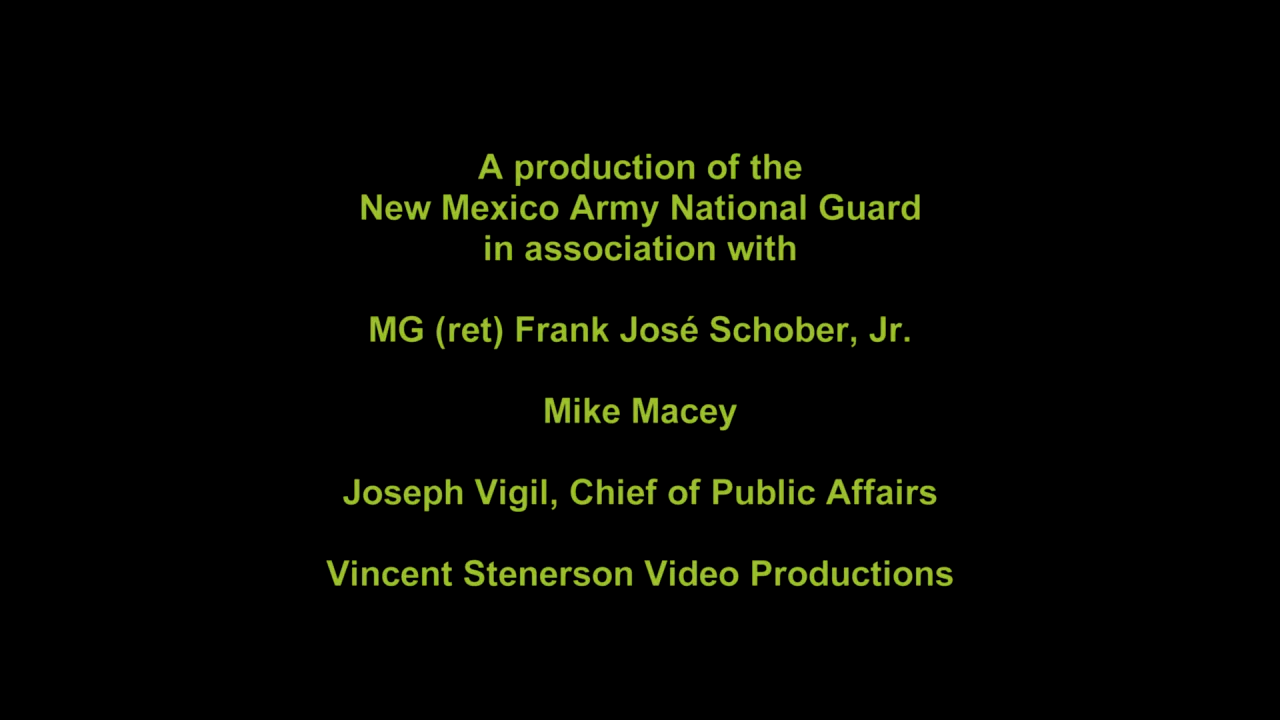 A production of the
New Mexico Army National Guard
in association with
MG (ret) Frank José Schober, Jr.
Mike Macey
Joseph Vigil, Chief of Public Affairs
Vincent Stenerson Video Productions